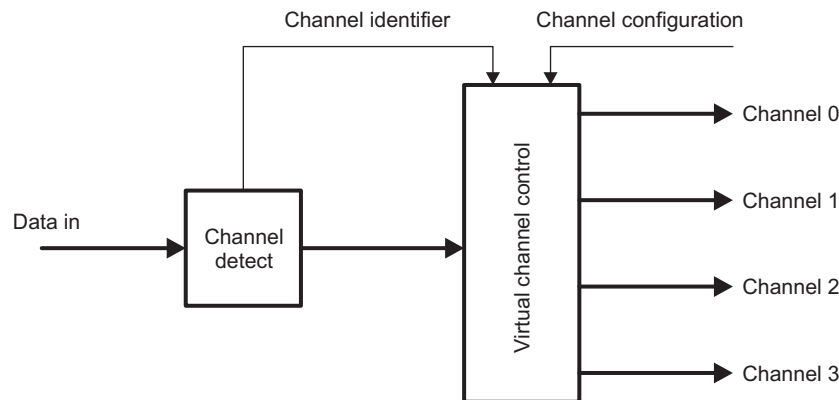 Channel identifier
Channel configuration
Channel 0
Channel 1
Data in
Channel
detect
Virtual channel control
Channel 2
Channel 3